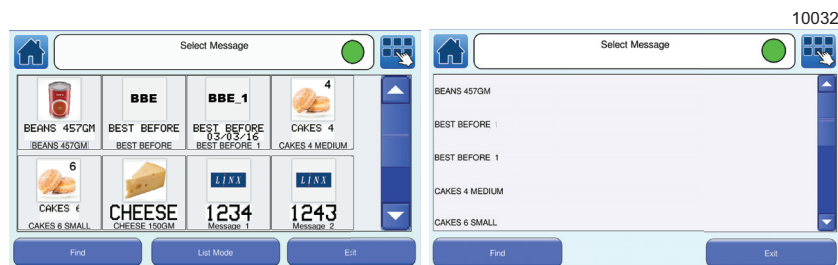 10032
Select Message
BBE
BBE_1
4
BEANS 457GM
BEST BEFORE
BEST BEFORE
03/03/16
CAKES 4
BEANS 457GM
BEST BEFORE
BEST BEFORE 1
CAKES 4 MEDIUM
6
LINX
LINX
CAKES 6
CHEESE
1234
1243
CAKES 6 SMALL
CHEESE 150GM
Message 1
Message 2
Find
List Mode
Exit
Select Message
BEANS 457GM
BEST BEFORE
BEST BEFORE 1
CAKES 4 MEDIUM
CAKES 6 SMALL
Find
Exit